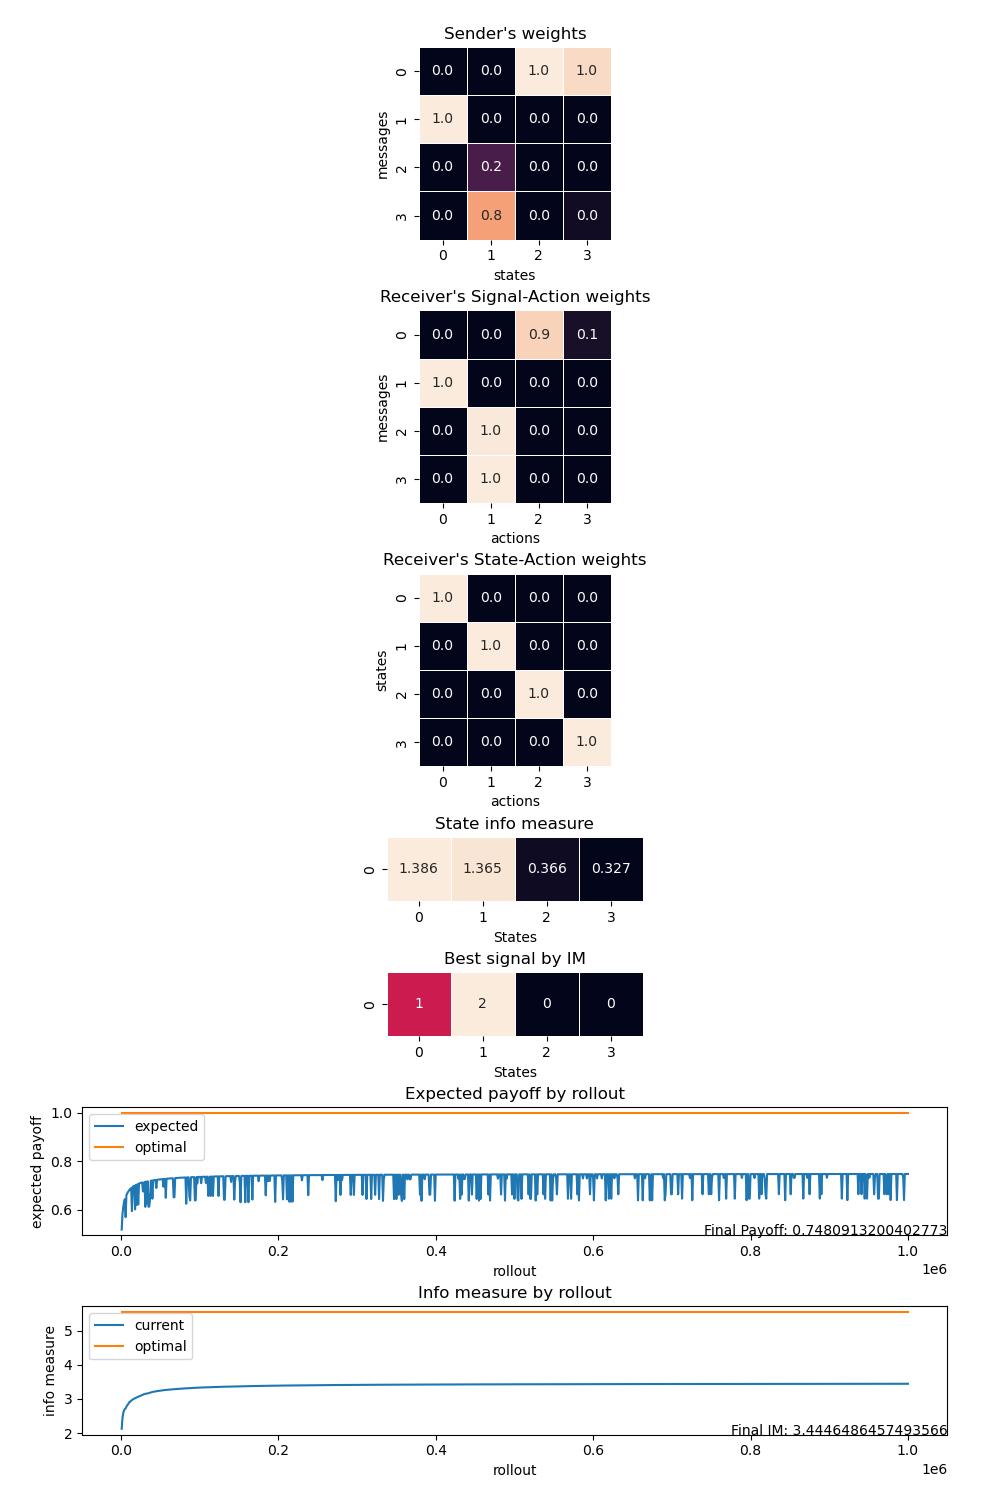 Sender's weights
0 0.0 0.0 1.0 1.0
1 1.0 0.0 0.0 0.0
2 0.0 0.2 0.0 0.0
3 0.0 0.8 0.0 0.0
messages
0 1 2 3
states
Receiver's Signal-Action weights
0 0.0 0.0 0.9 0.1
1 1.0 0.0 0.0 0.0
2 0.0 1.0 0.0 0.0
3 0.0 1.0 0.0 0.0
messages
0 1 2 3
actions
Receiver's State-Action weights
0 1.0 0.0 0.0 0.0
1 0.0 1.0 0.0 0.0
2 0.0 0.0 1.0 0.0
3 0.0 0.0 0.0 1.0
states
0 1 2 3
actions
State info measure
0 1.386 1.365 0.366 0.327
0 1 2 3
States
Best signal by IM
0 1 2 0 0
0 1 2 3
States
Expected payoff by rollout
expected payoff
1.0
0.8
0.6
expected
optimal
Final Payoff: 0.7480913200402773
0.0 0.2 0.4 0.6 0.8 1.0
1e6
rollout
Info measure by rollout
info measure
5
4
3
2
current
optimal
Final IM: 3.4446486457493566
0.0 0.2 0.4 0.6 0.8 1.0
1e6
rollout